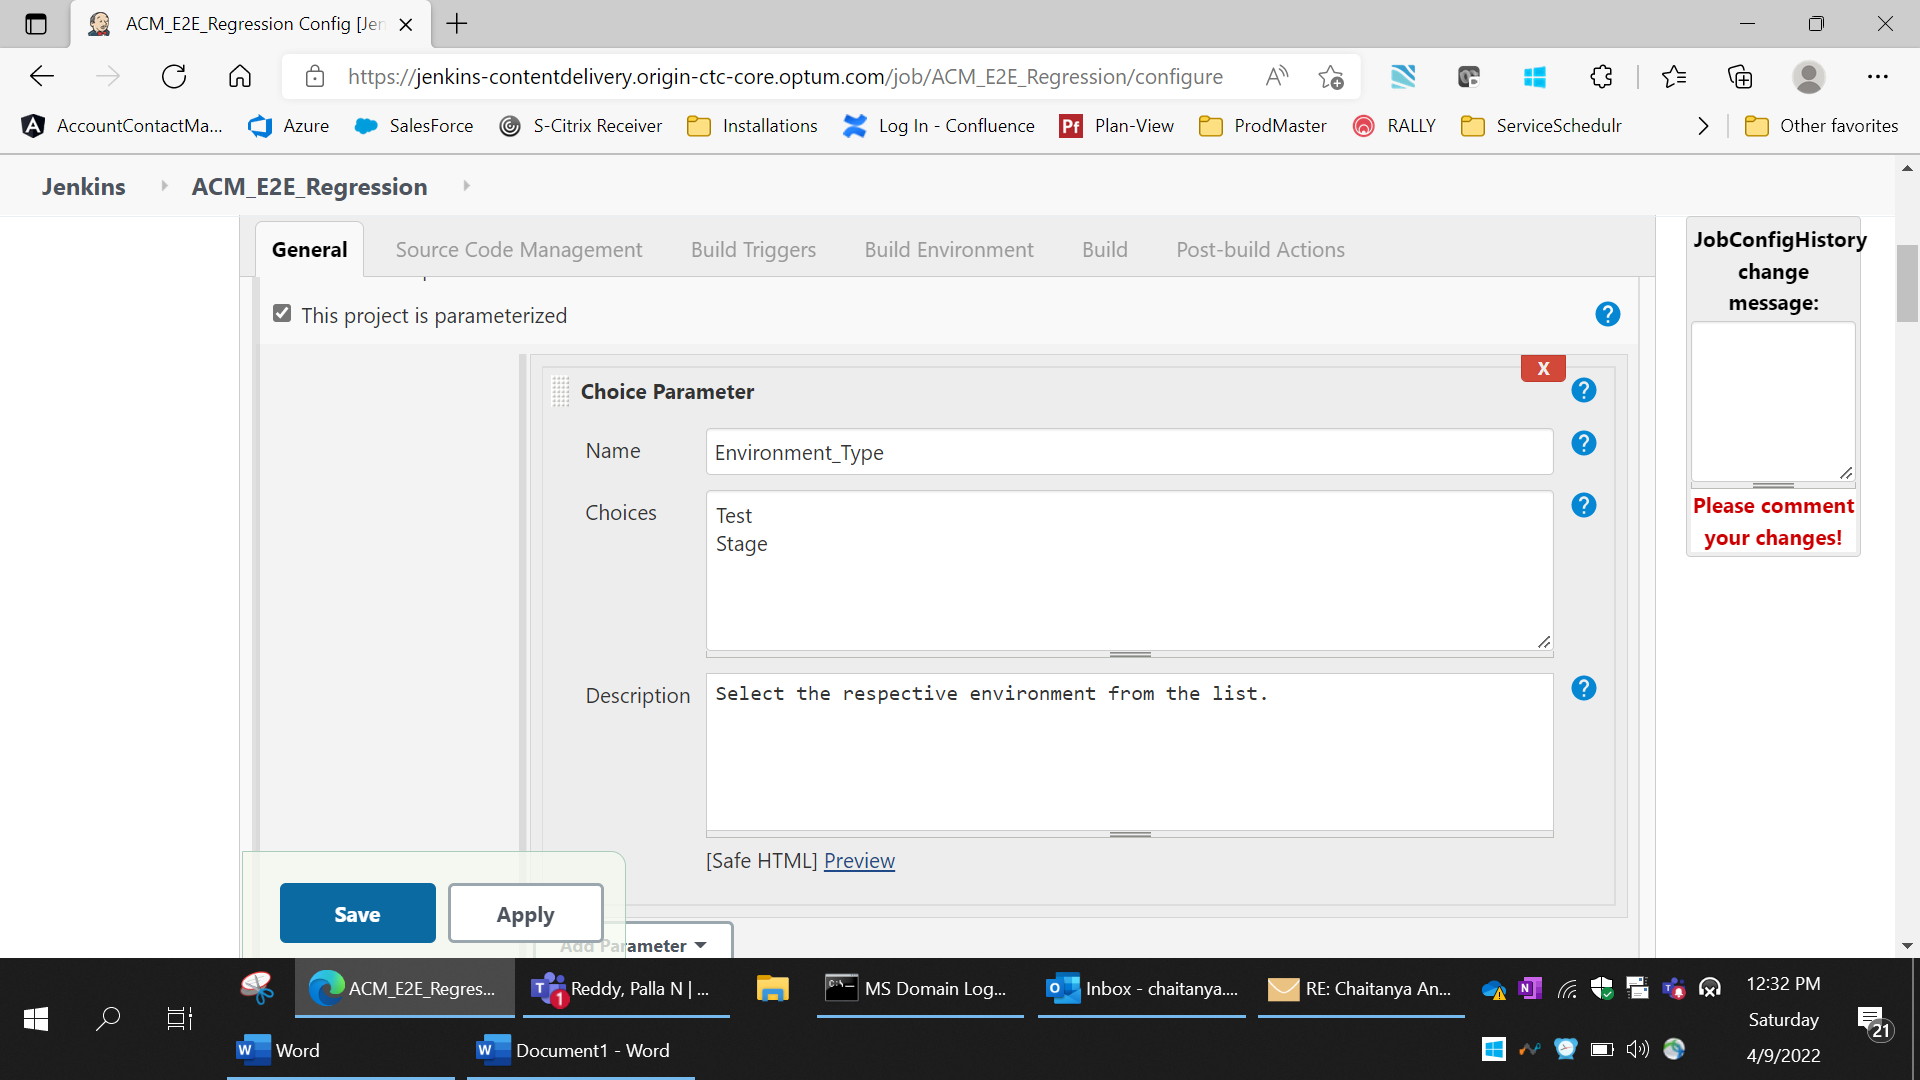 ACM_E2E_Regression Config [Jen
https://jenkins-contentdelivery.origin-ctc-core.optum.com/job/ACM_E2E_Regression/configure
AccountContactMa...
Azure
SalesForce
S-Citrix Receiver
Installations
Log In - Confluence
Pf
Plan-View
ProdMaster
RALLY
ServiceSchedulr
Other favorites
Jenkins
ACM_E2E_Regression
General
Source Code Management
Build Triggers
Build Environment
Build
Post-build Actions
JobConfigHistory
change
message:
This project is parameterized
?
X
Choice Parameter
?
Name
Environment_Type
?
Choices
Test
Stage
?
Please comment
your changes!
Description
Select the respective environment from the list.
?
[Safe HTML] Preview
Save
Apply
Add Parameter
ACM_E2E_Regres...
1
Reddy, Palla N | ...
MS Domain Log...
Inbox - chaitanya....
RE: Chaitanya An...
12:32 PM
Saturday
4/9/2022
21
Word
Document1 - Word